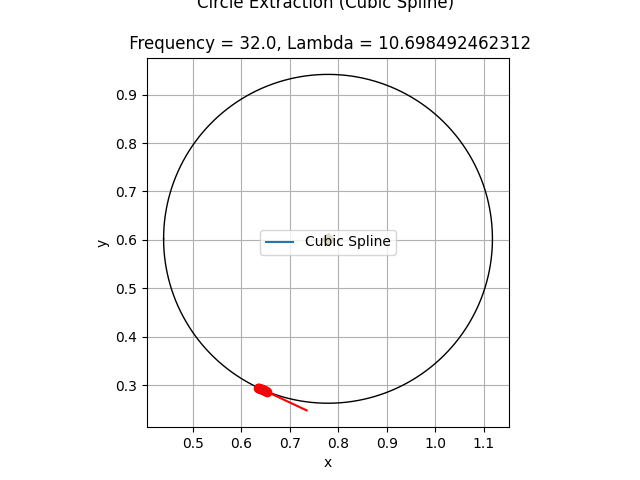 Circle Extraction (Cubic Spline)
Frequency = 32.0, Lambda = 10.698492462312
0.9
0.8
0.7
0.6
0.5
0.4
0.3
y
Cubic Spline
0.5 0.6 0.7 0.8 0.9 1.0 1.1
x